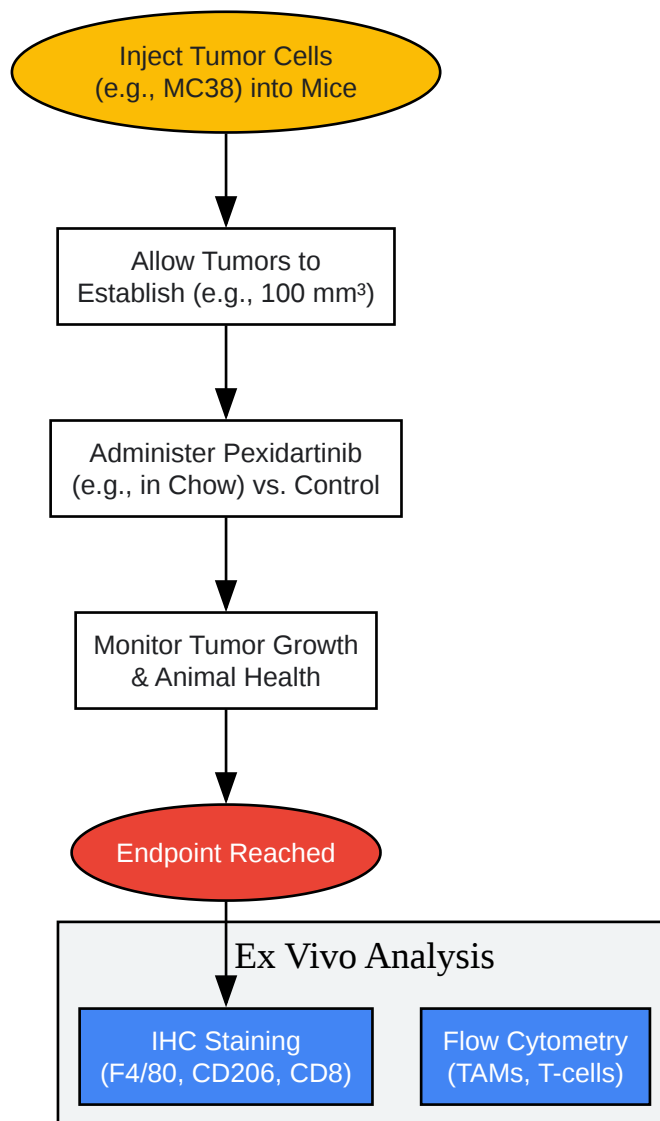 Inject Tumor Cells
(e.g., MC38) into Mice
Allow Tumors to
Establish (e.g., 100 mm³)
Administer Pexidartinib
(e.g., in Chow) vs. Control
Monitor Tumor Growth
& Animal Health
Endpoint Reached
Ex Vivo Analysis
IHC Staining
(F4/80, CD206, CD8)
Flow Cytometry
(TAMs, T-cells)